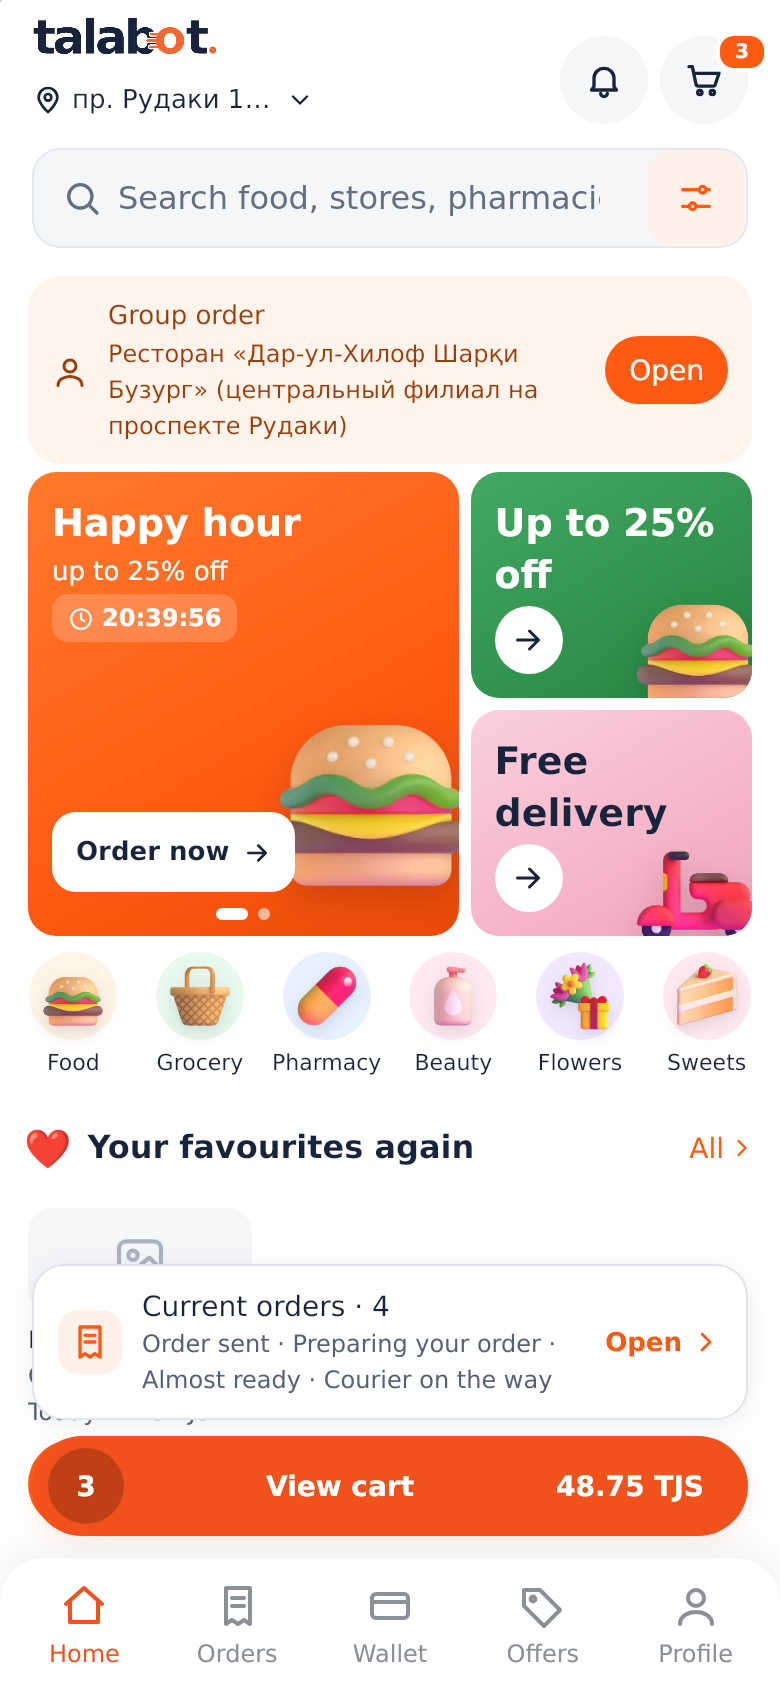 talabot.
3
пр. Рудаки 1...
Search food, stores, pharmaci
Group order
Ресторан «Дар-ул-Хилоф Шарқи
Бузург» (центральный филиал на
проспекте Рудаки)
Open
Happy hour
up to 25% off
20:39:56
Order now
Up to 25%
off
Free
delivery
Food
Grocery
Pharmacy
Beauty
Flowers
Sweets
Your favourites again
All
Current orders · 4
Order sent · Preparing your order ·
Almost ready · Courier on the way
Open
3
View cart
48.75 TJS
Home
Orders
Wallet
Offers
Profile